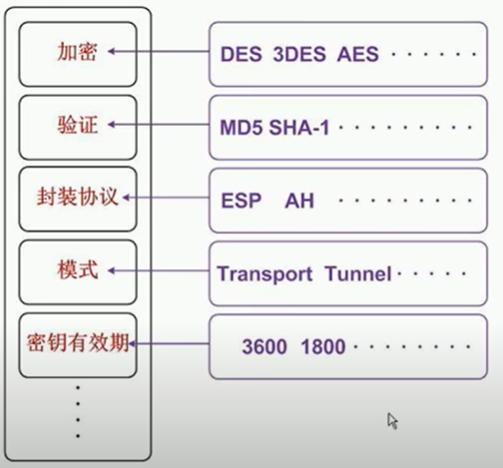 加密 DES 3DES AES · · · · · ·
验证 MD5 SHA-1 · · · · · · · · ·
封装协议 ESP AH · · · · · · · · ·
模式 Transport Tunnel · · · · ·
密钥有效期 3600 1800 · · · · · · · ·